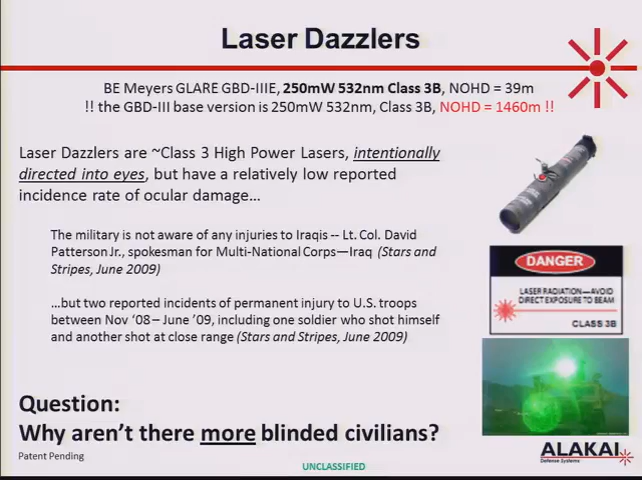 Laser Dazzlers
BE Meyers GLARE GBD-IIIE, 250mW 532nm Class 3B, NOHD = 39m
!! the GBD-III base version is 250mW 532nm, Class 3B, NOHD = 1460m !!
Laser Dazzlers are ~Class 3 High Power Lasers, intentionally
directed into eyes, but have a relatively low reported
incidence rate of ocular damage…
The military is not aware of any injuries to Iraqis -- Lt. Col. David
Patterson Jr., spokesman for Multi-National Corps—Iraq (Stars and
Stripes, June 2009)
…but two reported incidents of permanent injury to U.S. troops
between Nov '08 – June '09, including one soldier who shot himself
and another shot at close range (Stars and Stripes, June 2009)
DANGER
LASER RADIATION—AVOID
DIRECT EXPOSURE TO BEAM
CLASS 3B
Question:
Why aren't there more blinded civilians?
Patent Pending
UNCLASSIFIED
ALAKAI
Defense Systems